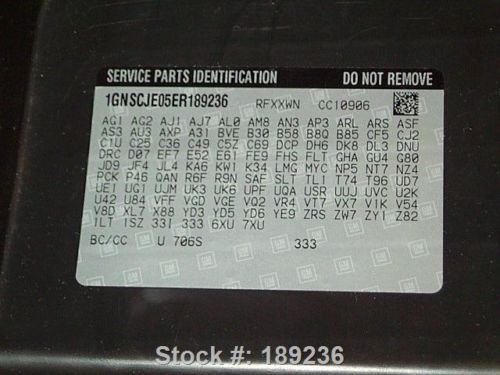 SERVICE PARTS IDENTIFICATION DO NOT REMOVE
1GNSCJE05ER189236 RFXXWN CC10906
AG1 AG2 AJ1 AJ7 AL0 AM8 AN3 AP3 ARL ARS ASF
AS3 AU3 AXP A31 BVE B30 B58 B8Q B85 CF5 CJ2
C1U C25 C36 C49 C5Z C69 DCP DH6 DK8 DL3 DNU
DRC D07 EF7 E52 E61 FE9 FHS FLT GHA GU4 G80
JD9 JF4 JL4 KA6 KW1 K34 LMG MYC NP5 NT7 NZ4
PCK P46 QAN R6F R9N SAF SLT TL1 T74 T96 UD7
UE1 UG1 UJM UK3 UK6 UPF UQA USR UUJ UVC U2K
U42 U84 VFF VGD VGE VQ2 VR4 VT7 VX7 V1K V54
V8D XL7 X88 YD3 YD5 YD6 YE9 ZRS ZW7 ZY1 Z82
1LT 1SZ 33I 333 6XU 7XU
BC/CC U 706S 333
GM
Stock #: 189236